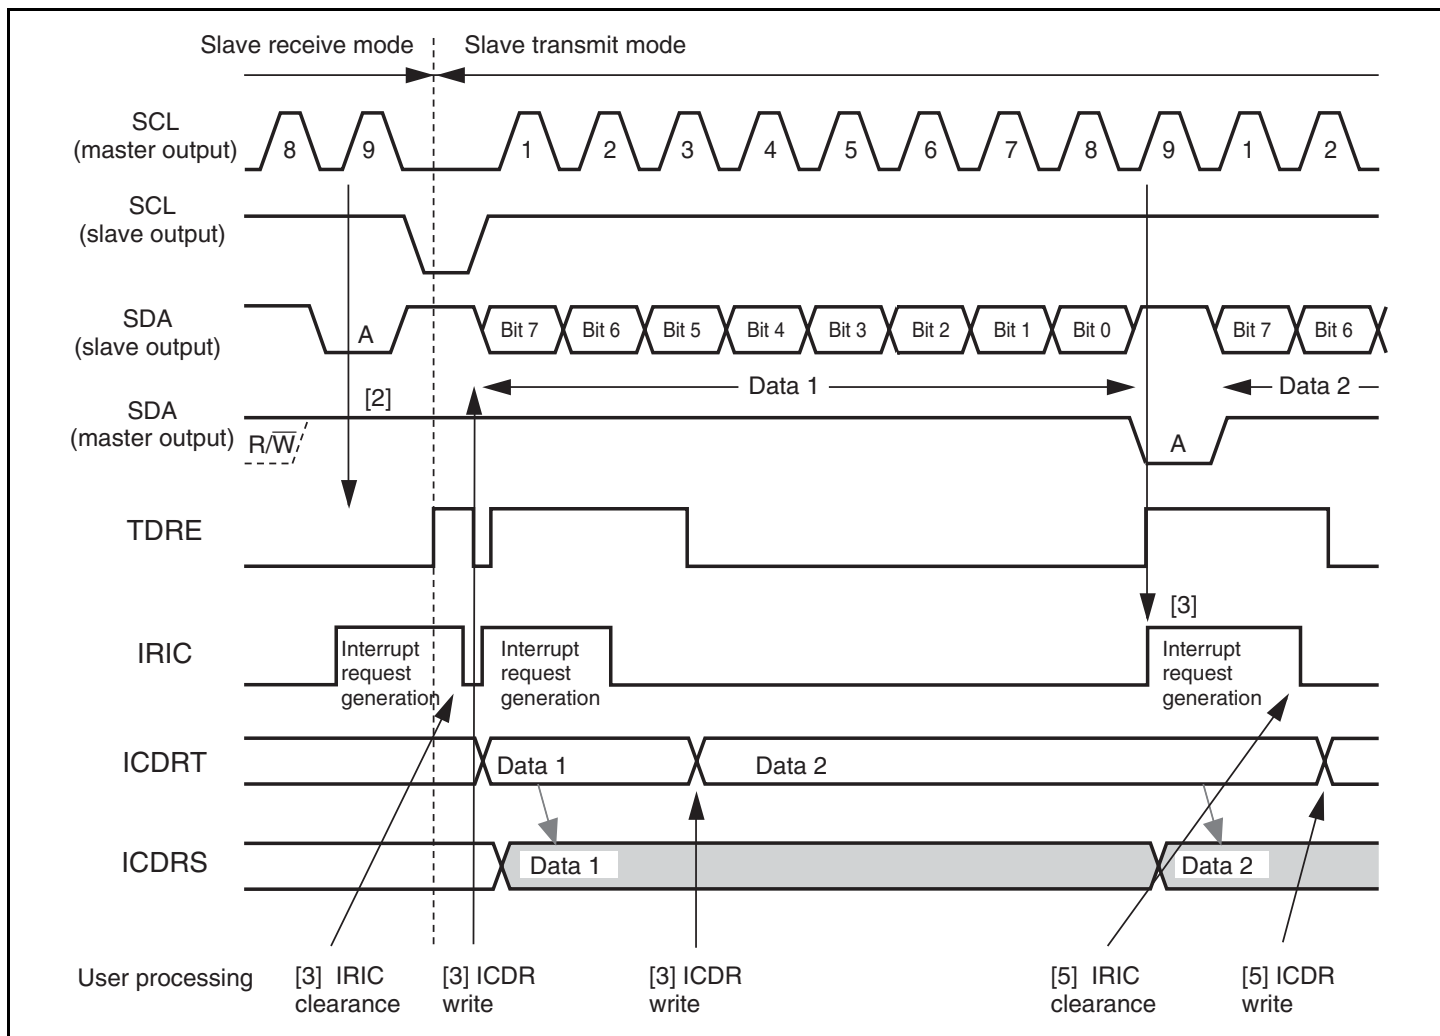 Slave receive mode Slave transmit mode
SCL
(master output)
8 9 1 2 3 4 5 6 7 8 9 1 2
SCL
(slave output)
SDA
(slave output)
A Bit 7 Bit 6 Bit 5 Bit 4 Bit 3 Bit 2 Bit 1 Bit 0 Bit 7 Bit 6
Data 1 Data 2
[2]
SDA
(master output)
R/W̅ A
TDRE
[3]
IRIC
Interrupt
request
generation
Interrupt
request
generation
Interrupt
request
generation
ICDRT
Data 1 Data 2
ICDRS
Data 1 Data 2
User processing
[3] IRIC
clearance
[3] ICDR
write
[3] ICDR
write
[5] IRIC
clearance
[5] ICDR
write